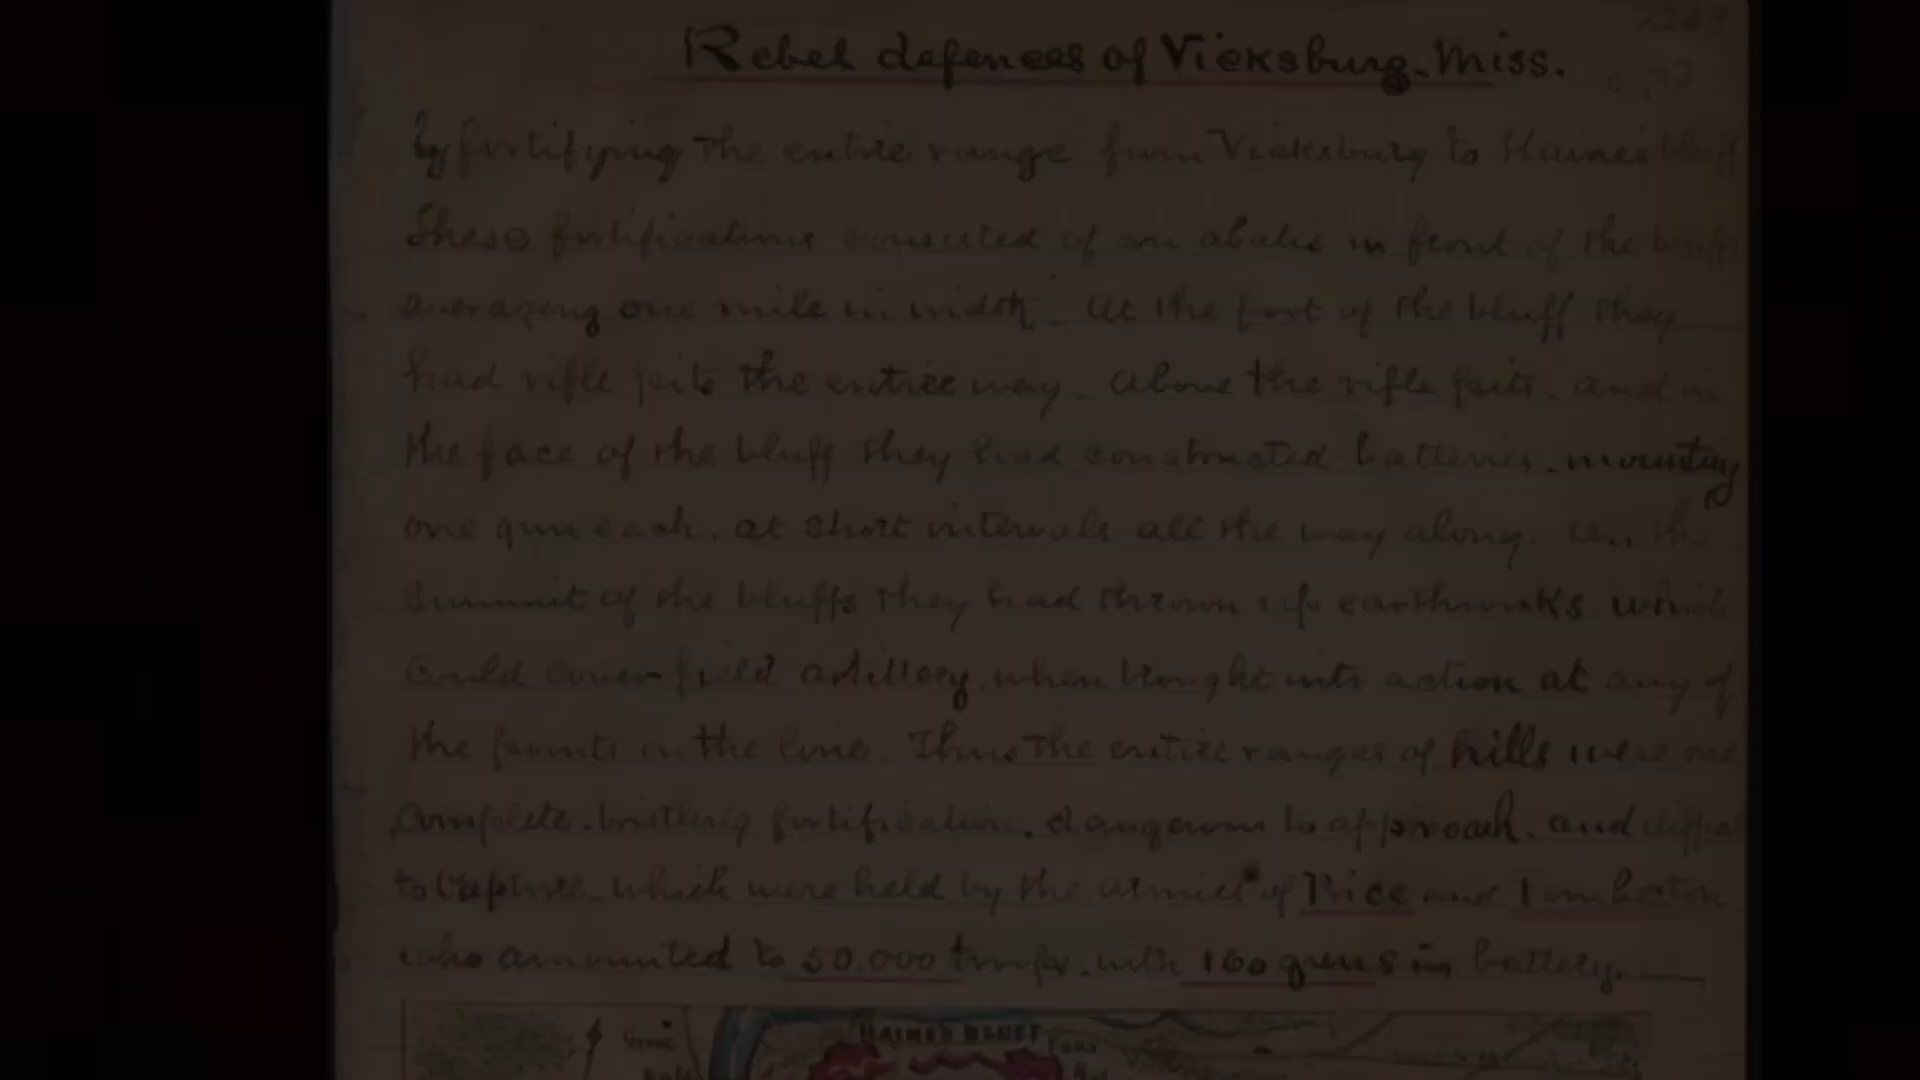 Rebel defences of Vicksburg. Miss.
by fortifying the entire range from Vicksburg to Haines bluff
These fortifications consisted of an abatis in front of the bluffs
averaging one mile in width. At the foot of the bluff they
had rifle pits the entire way. Above the rifle pits. and in
the face of the bluff they had constructed batteries. mounting
one gun each. at short intervals all the way along. On the
summit of the bluffs they had thrown up earthworks which
could cover field artillery. when brought into action at any of
the points on the line. Thus the entire ranges of hills were one
complete. bristling fortification. dangerous to approach. and
to capture. which were held by the armies of Price and Pemberton
who amounted to 50.000 troops. with 160 guns in battery.
HAINES BLUFF